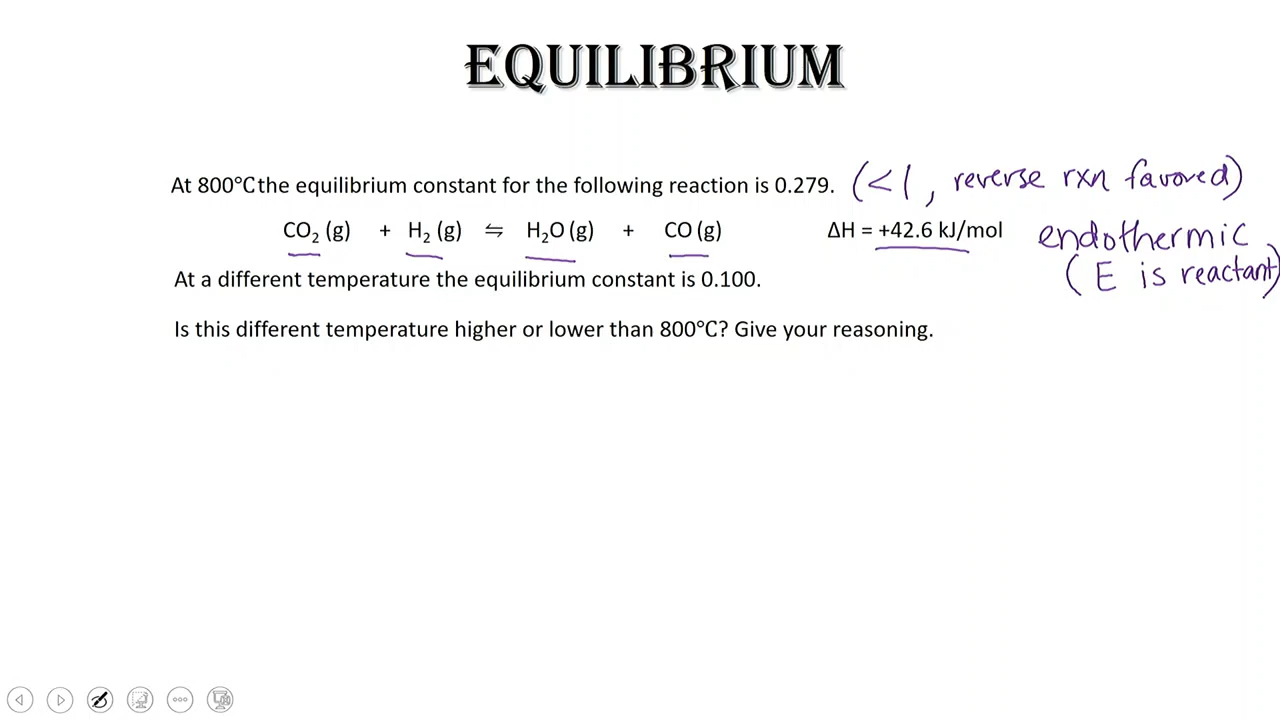 EQUILIBRIUM
At 800°C the equilibrium constant for the following reaction is 0.279. (<1, reverse rxn favored)
CO₂ (g) + H₂ (g) ⇋ H₂O (g) + CO (g) ΔH = +42.6 kJ/mol endothermic
(E is reactant)
At a different temperature the equilibrium constant is 0.100.
Is this different temperature higher or lower than 800°C? Give your reasoning.